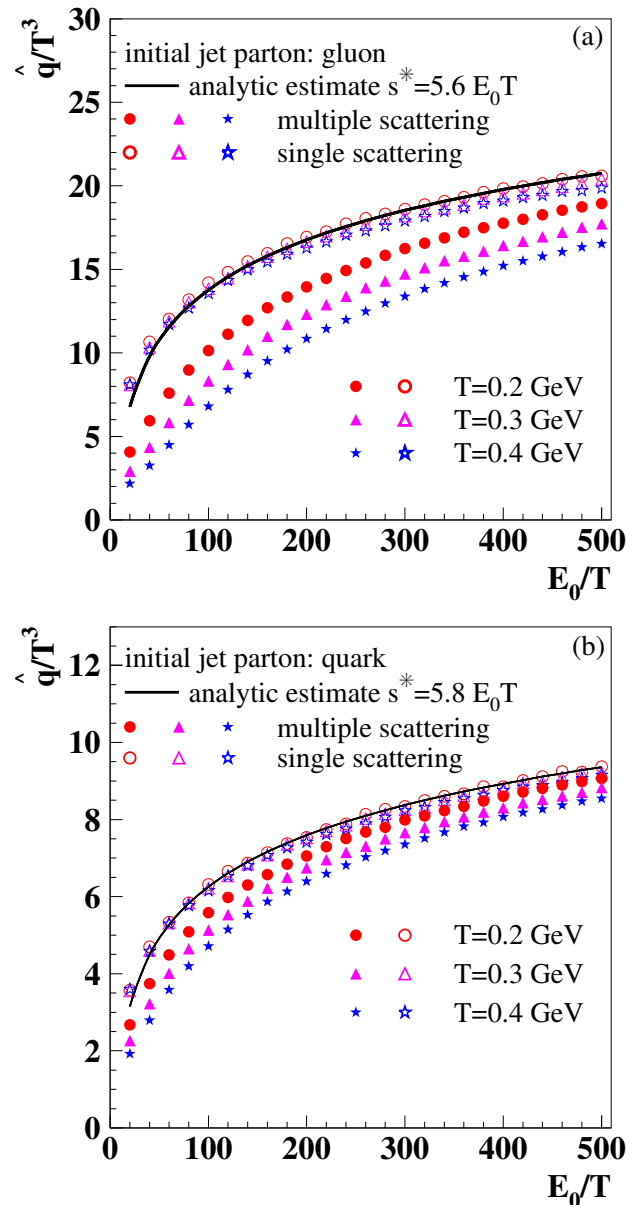 (a)
q̂/T³
initial jet parton: gluon
analytic estimate s*=5.6 E₀T
multiple scattering
single scattering
T=0.2 GeV
T=0.3 GeV
T=0.4 GeV
30
25
20
15
10
5
0
100 200 300 400 500
E₀/T
(b)
q̂/T³
initial jet parton: quark
analytic estimate s*=5.8 E₀T
multiple scattering
single scattering
T=0.2 GeV
T=0.3 GeV
T=0.4 GeV
12
10
8
6
4
2
0
0 100 200 300 400 500
E₀/T